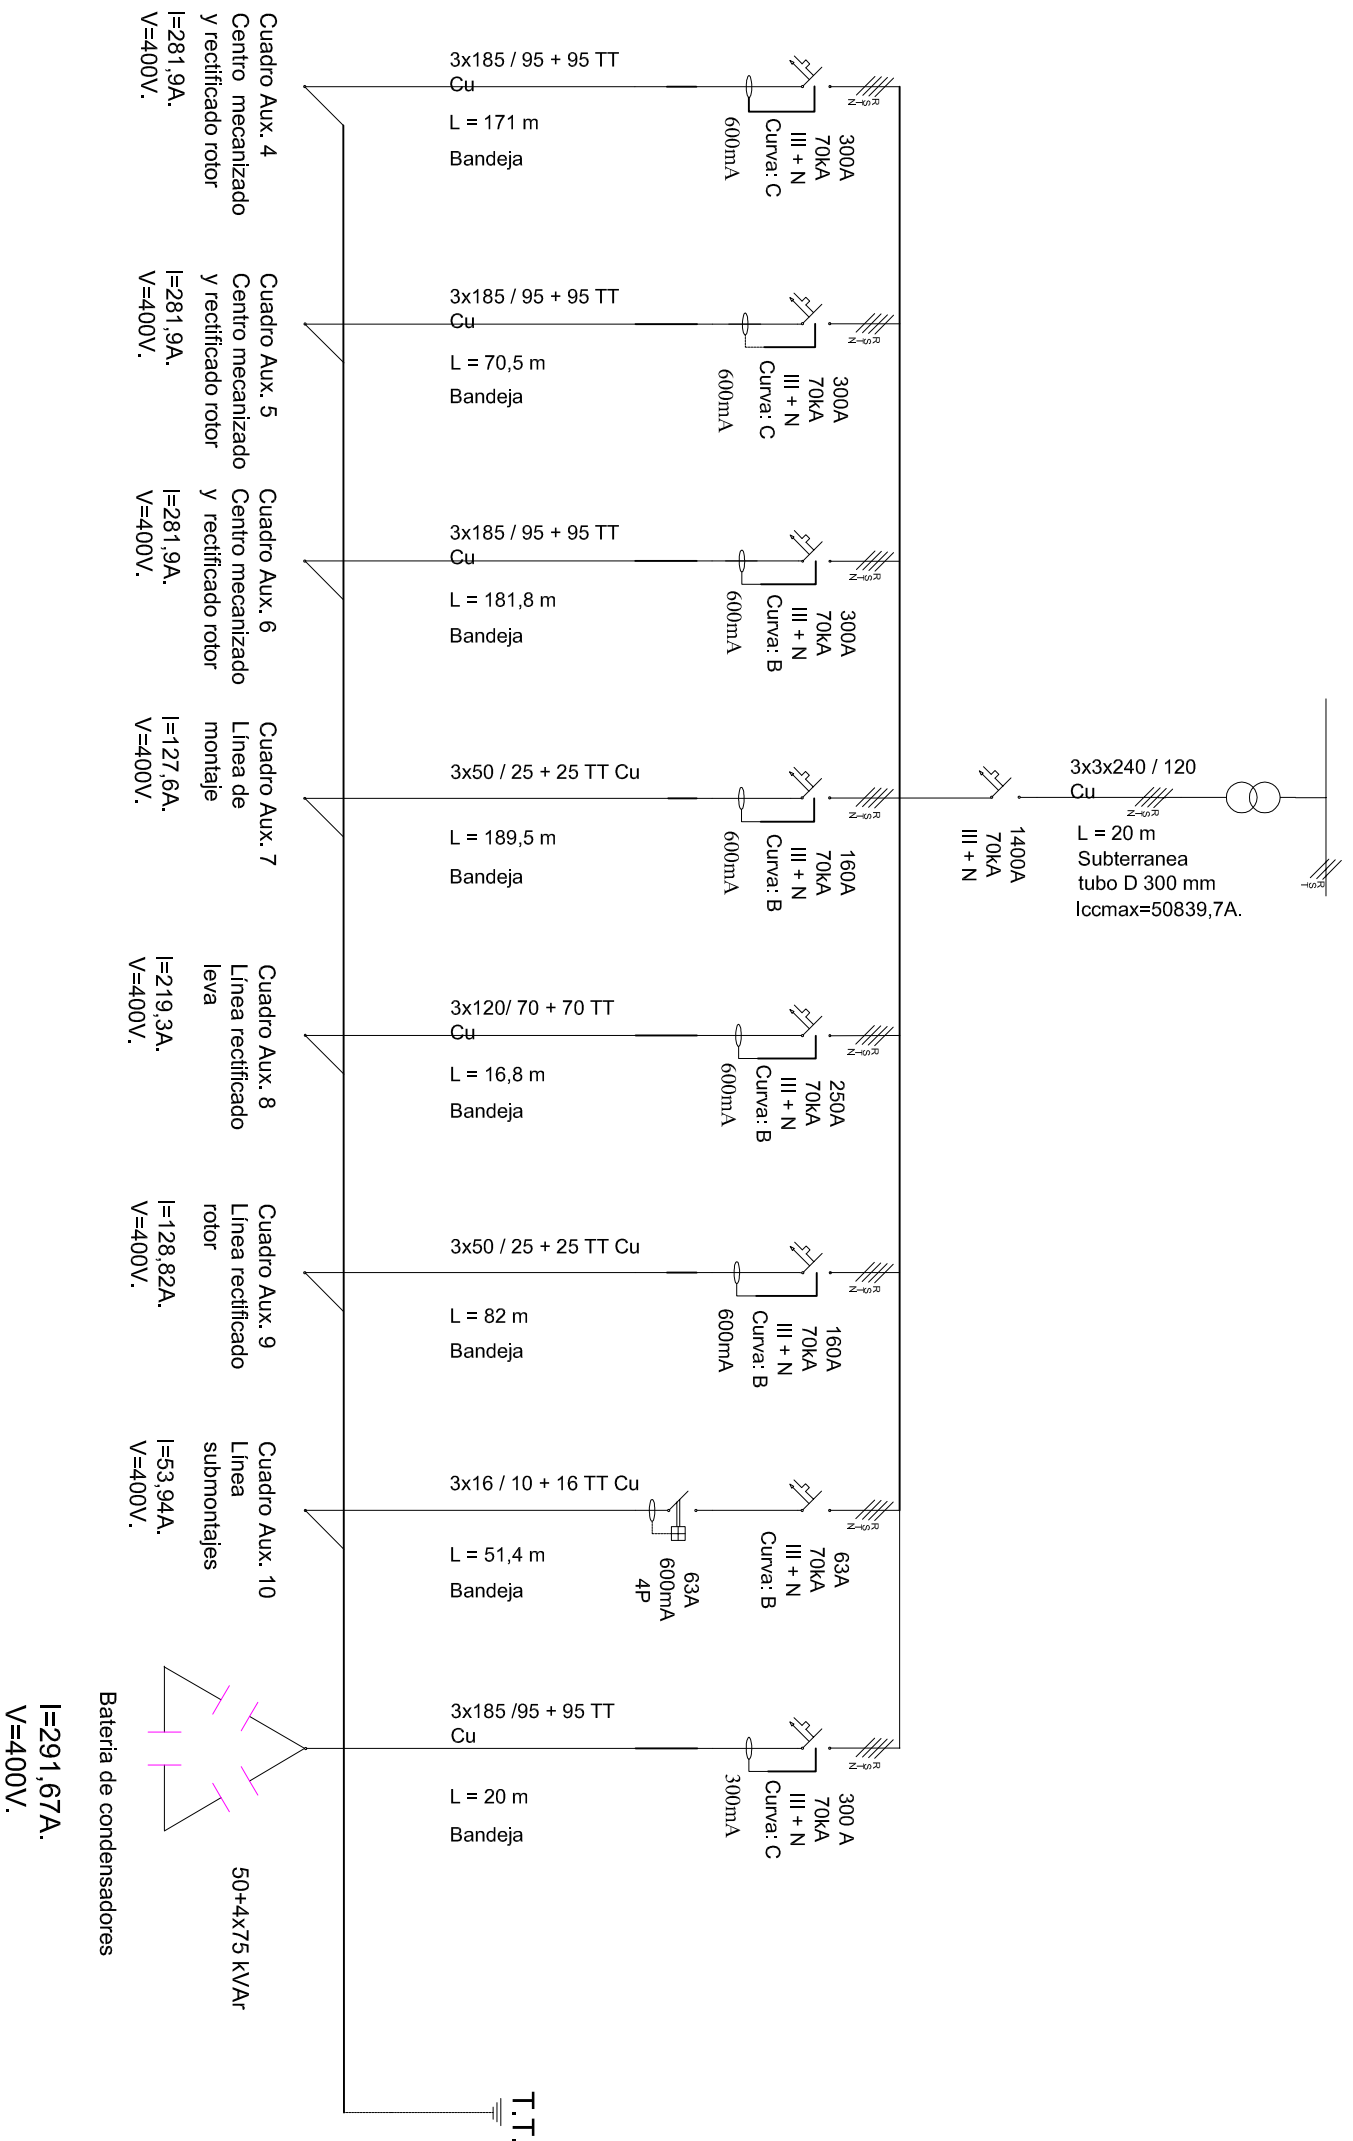 3x3x240 / 120
Cu
L = 20 m
Subterranea
tubo D 300 mm
Iccmax=50839,7A.
R
S
T
R
S
T
N
1400A
70kA
III + N
R
S
T
N
300A
70kA
III + N
Curva: C
600mA
3x185 / 95 + 95 TT
Cu
L = 171 m
Bandeja
Cuadro Aux. 4
Centro mecanizado
y rectificado rotor
I=281,9A.
V=400V.
R
S
T
N
300A
70kA
III + N
Curva: C
600mA
3x185 / 95 + 95 TT
Cu
L = 70,5 m
Bandeja
Cuadro Aux. 5
Centro mecanizado
y rectificado rotor
I=281,9A.
V=400V.
R
S
T
N
300A
70kA
III + N
Curva: B
600mA
3x185 / 95 + 95 TT
Cu
L = 181,8 m
Bandeja
Cuadro Aux. 6
Centro mecanizado
y rectificado rotor
I=281,9A.
V=400V.
R
S
T
N
160A
70kA
III + N
Curva: B
600mA
3x50 / 25 + 25 TT Cu
L = 189,5 m
Bandeja
Cuadro Aux. 7
Línea de
montaje
I=127,6A.
V=400V.
R
S
T
N
250A
70kA
III + N
Curva: B
600mA
3x120/ 70 + 70 TT
Cu
L = 16,8 m
Bandeja
Cuadro Aux. 8
Línea rectificado
leva
I=219,3A.
V=400V.
R
S
T
N
160A
70kA
III + N
Curva: B
600mA
3x50 / 25 + 25 TT Cu
L = 82 m
Bandeja
Cuadro Aux. 9
Línea rectificado
rotor
I=128,82A.
V=400V.
R
S
T
N
63A
70kA
III + N
Curva: B
63A
600mA
4P
3x16 / 10 + 16 TT Cu
L = 51,4 m
Bandeja
Cuadro Aux. 10
Línea
submontajes
I=53,94A.
V=400V.
R
S
T
N
300 A
70kA
III + N
Curva: C
300mA
3x185 /95 + 95 TT
Cu
L = 20 m
Bandeja
50+4x75 kVAr
Bateria de condensadores
I=291,67A.
V=400V.
T.T.